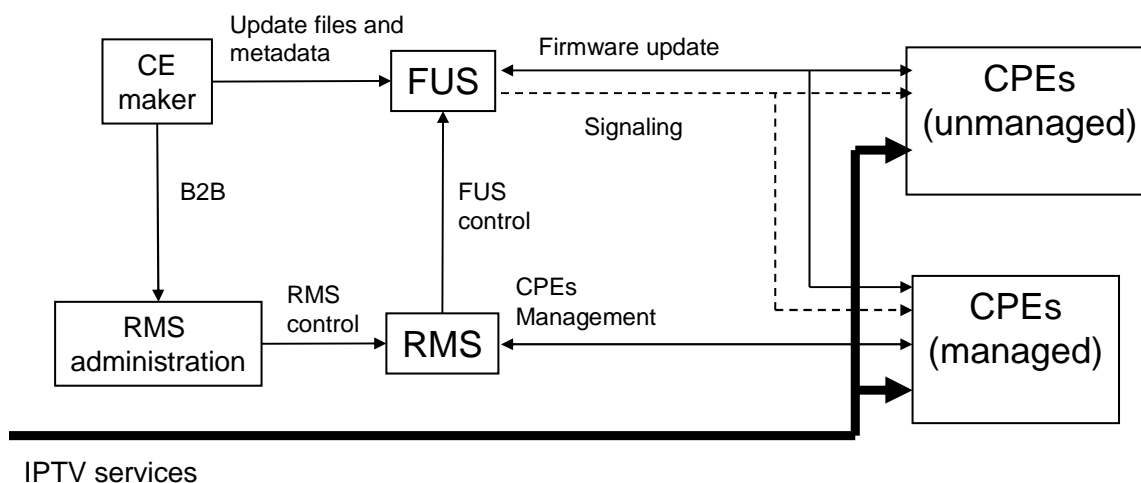 Update files and
metadata
CE
maker
FUS
Firmware update
Signaling
CPEs
(unmanaged)
B2B
FUS
control
RMS
administration
RMS
control
RMS
CPEs
Management
CPEs
(managed)
IPTV services